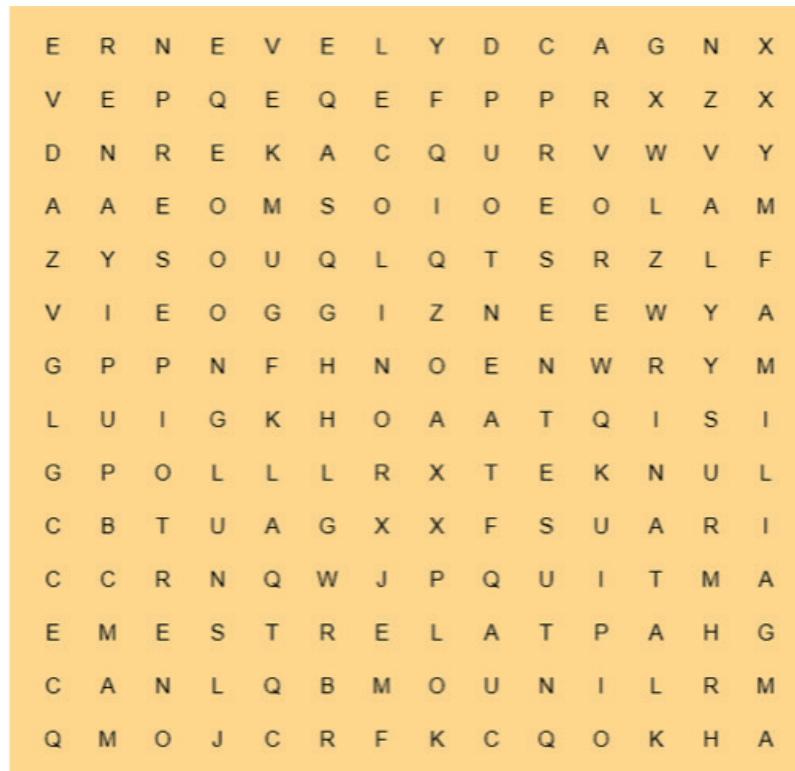 E R N E V E L Y D C A G N X
V E P Q E Q E F P P R X Z X
D N R E K A C Q U R V W V Y
A A E O M S O I O E O L A M
Z Y S O U Q L Q T S R Z L F
V I E O G G I Z N E E W Y A
G P P N F H N O E N W R Y M
L U I G K H O A A T Q I S I
G P O L L L R X T E K N U L
C B T U A G X X F S U A R I
C C R N Q W J P Q U I T M A
E M E S T R E L A T P A H G
C A N L Q B M O U N I L R M
Q M O J C R F K C Q O K H A